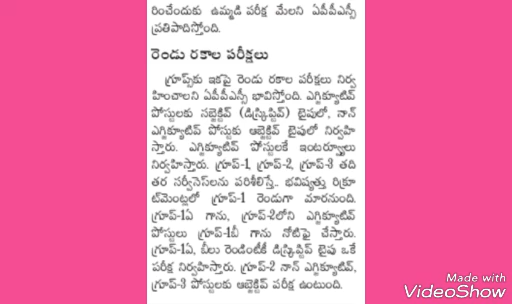 రించేందుకు ఉమ్మడి పరీక్ష మేలని ఏపీపీఎస్సీ
ప్రతిపాదిస్తోంది.
రెండు రకాల పరీక్షలు
గ్రూప్స్‌కు ఇకపై రెండు రకాల పరీక్షలు నిర్వ
హించాలని ఏపీపీఎస్సీ భావిస్తోంది. ఎగ్జిక్యూటివ్
పోస్టులకు సబ్జెక్టివ్ (డిస్క్రిప్టివ్) టైపులో, నాన్
ఎగ్జిక్యూటివ్ పోస్టుకు ఆబ్జెక్టివ్ టైపులో నిర్వహి
స్తారు. ఎగ్జిక్యూటివ్ పోస్టులకే ఇంటర్వ్యూలు
నిర్వహిస్తారు. గ్రూప్-1, గ్రూప్-2, గ్రూప్-3 తది
తర సర్వీసెస్‌లను పరిశీలిస్తే.. భవిష్యత్తు రిక్రూ
ట్‌మెంట్లలో గ్రూప్-1 రెండుగా మారనుంది.
గ్రూప్-1ఏ గాను, గ్రూప్-2లోని ఎగ్జిక్యూటివ్
పోస్టులు గ్రూప్-1బీ గాను నోటిఫై చేస్తారు.
గ్రూప్-1ఏ, బీలు రెండింటికీ డిస్క్రిప్టివ్ టైపు ఒకే
పరీక్ష నిర్వహిస్తారు. గ్రూప్-2 నాన్ ఎగ్జిక్యూటివ్,
గ్రూప్-3 పోస్టులకు ఆబ్జెక్టివ్ పరీక్ష ఉంటుంది.
Made with
VideoShow